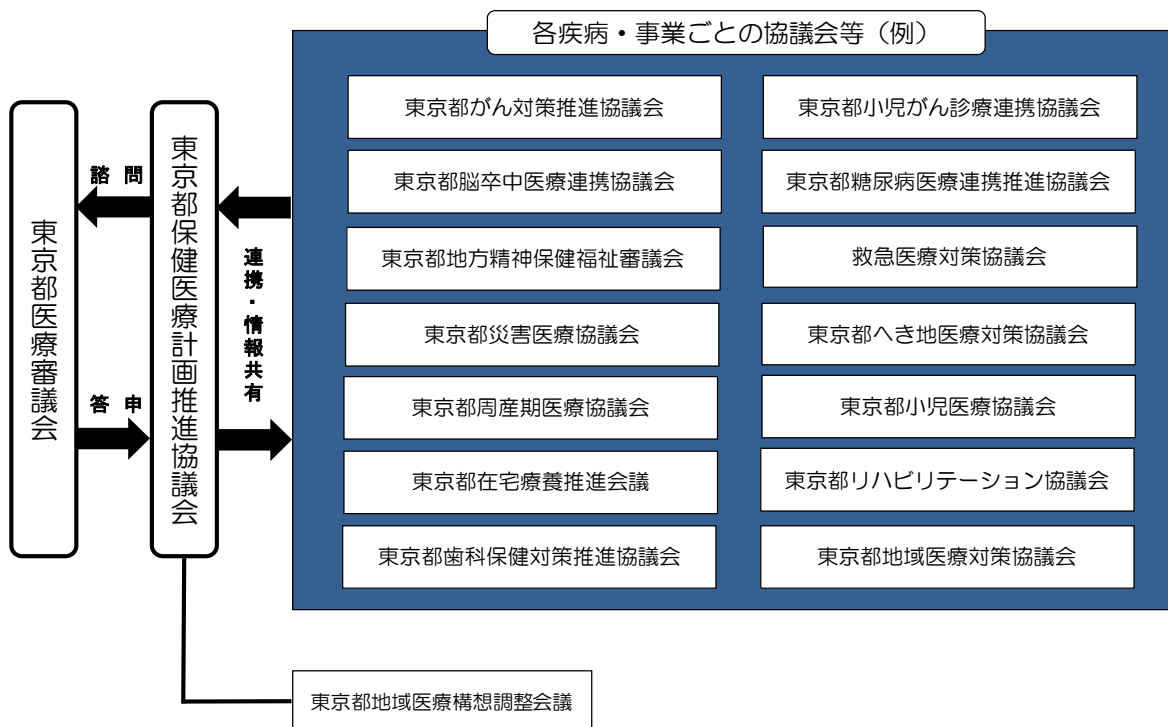 各疾病・事業ごとの協議会等（例）
東京都医療審議会
諮問
答申
東京都保健医療計画推進協議会
連携・情報共有
東京都がん対策推進協議会
東京都小児がん診療連携協議会
東京都脳卒中医療連携協議会
東京都糖尿病医療連携推進協議会
東京都地方精神保健福祉審議会
救急医療対策協議会
東京都災害医療協議会
東京都へき地医療対策協議会
東京都周産期医療協議会
東京都小児医療協議会
東京都在宅療養推進会議
東京都リハビリテーション協議会
東京都歯科保健対策推進協議会
東京都地域医療対策協議会
東京都地域医療構想調整会議